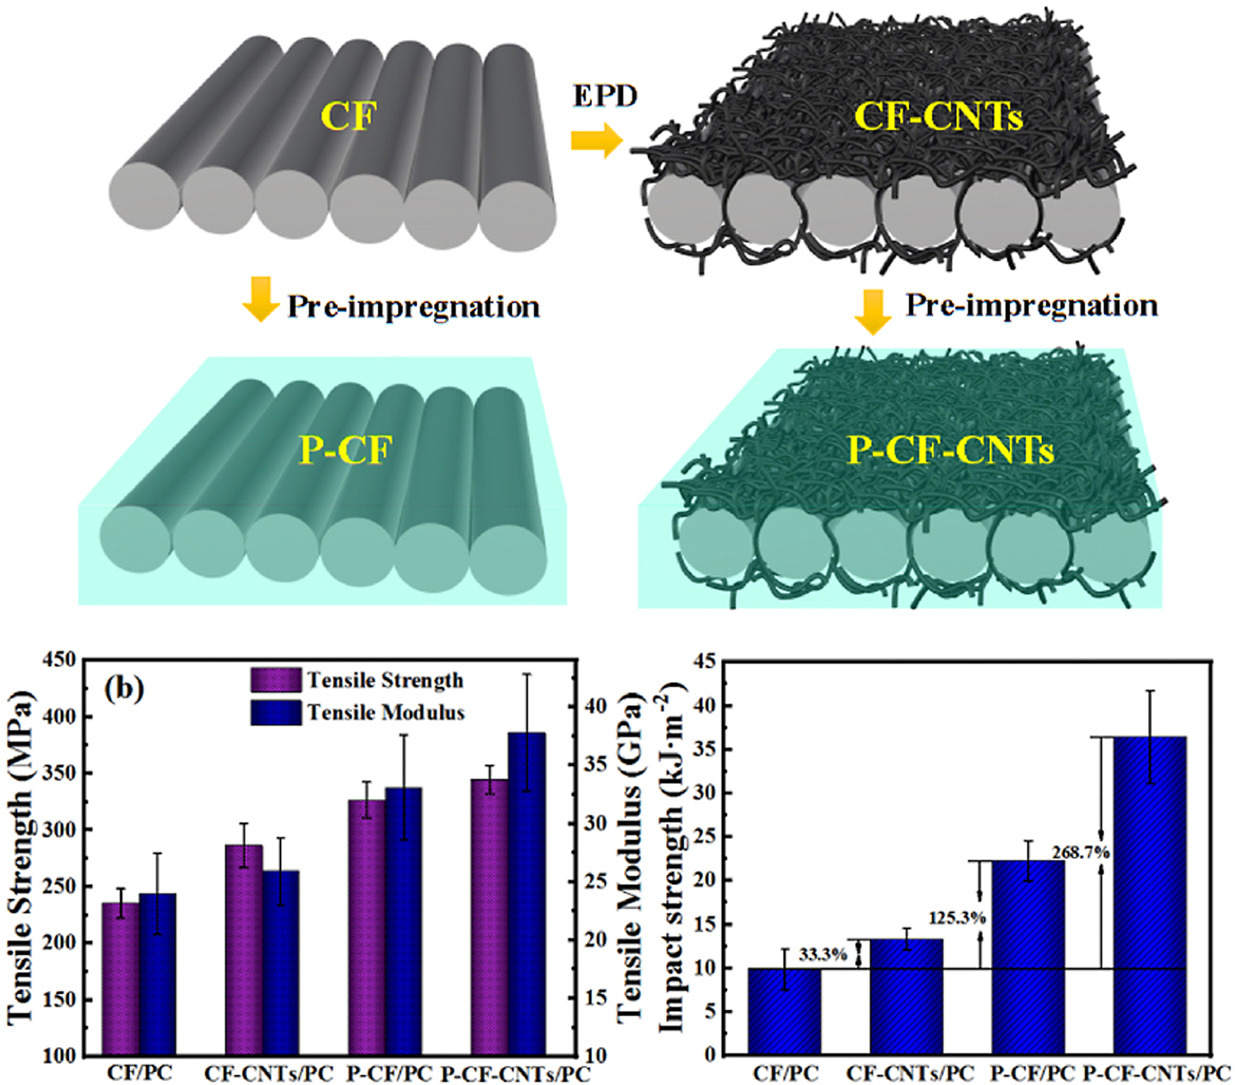 CF
EPD
CF-CNTs
Pre-impregnation
Pre-impregnation
P-CF
P-CF-CNTs
(b)
Tensile Strength
Tensile Modulus
Tensile Strength (MPa)
450
400
350
300
250
200
150
100
Tensile Modulus (GPa)
40
35
30
25
20
15
10
CF/PC
CF-CNTs/PC
P-CF/PC
P-CF-CNTs/PC
Impact strength (kJ·m-2)
45
40
35
30
25
20
15
10
5
0
33.3%
125.3%
268.7%
CF/PC
CF-CNTs/PC
P-CF/PC
P-CF-CNTs/PC